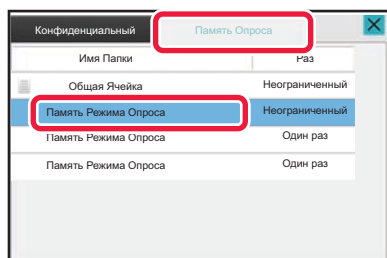 Конфиденциальный Память Опроса
Имя Папки Раз
Общая Ячейка Неограниченный
Память Режима Опроса Неограниченный
Память Режима Опроса Один раз
Память Режима Опроса Один раз